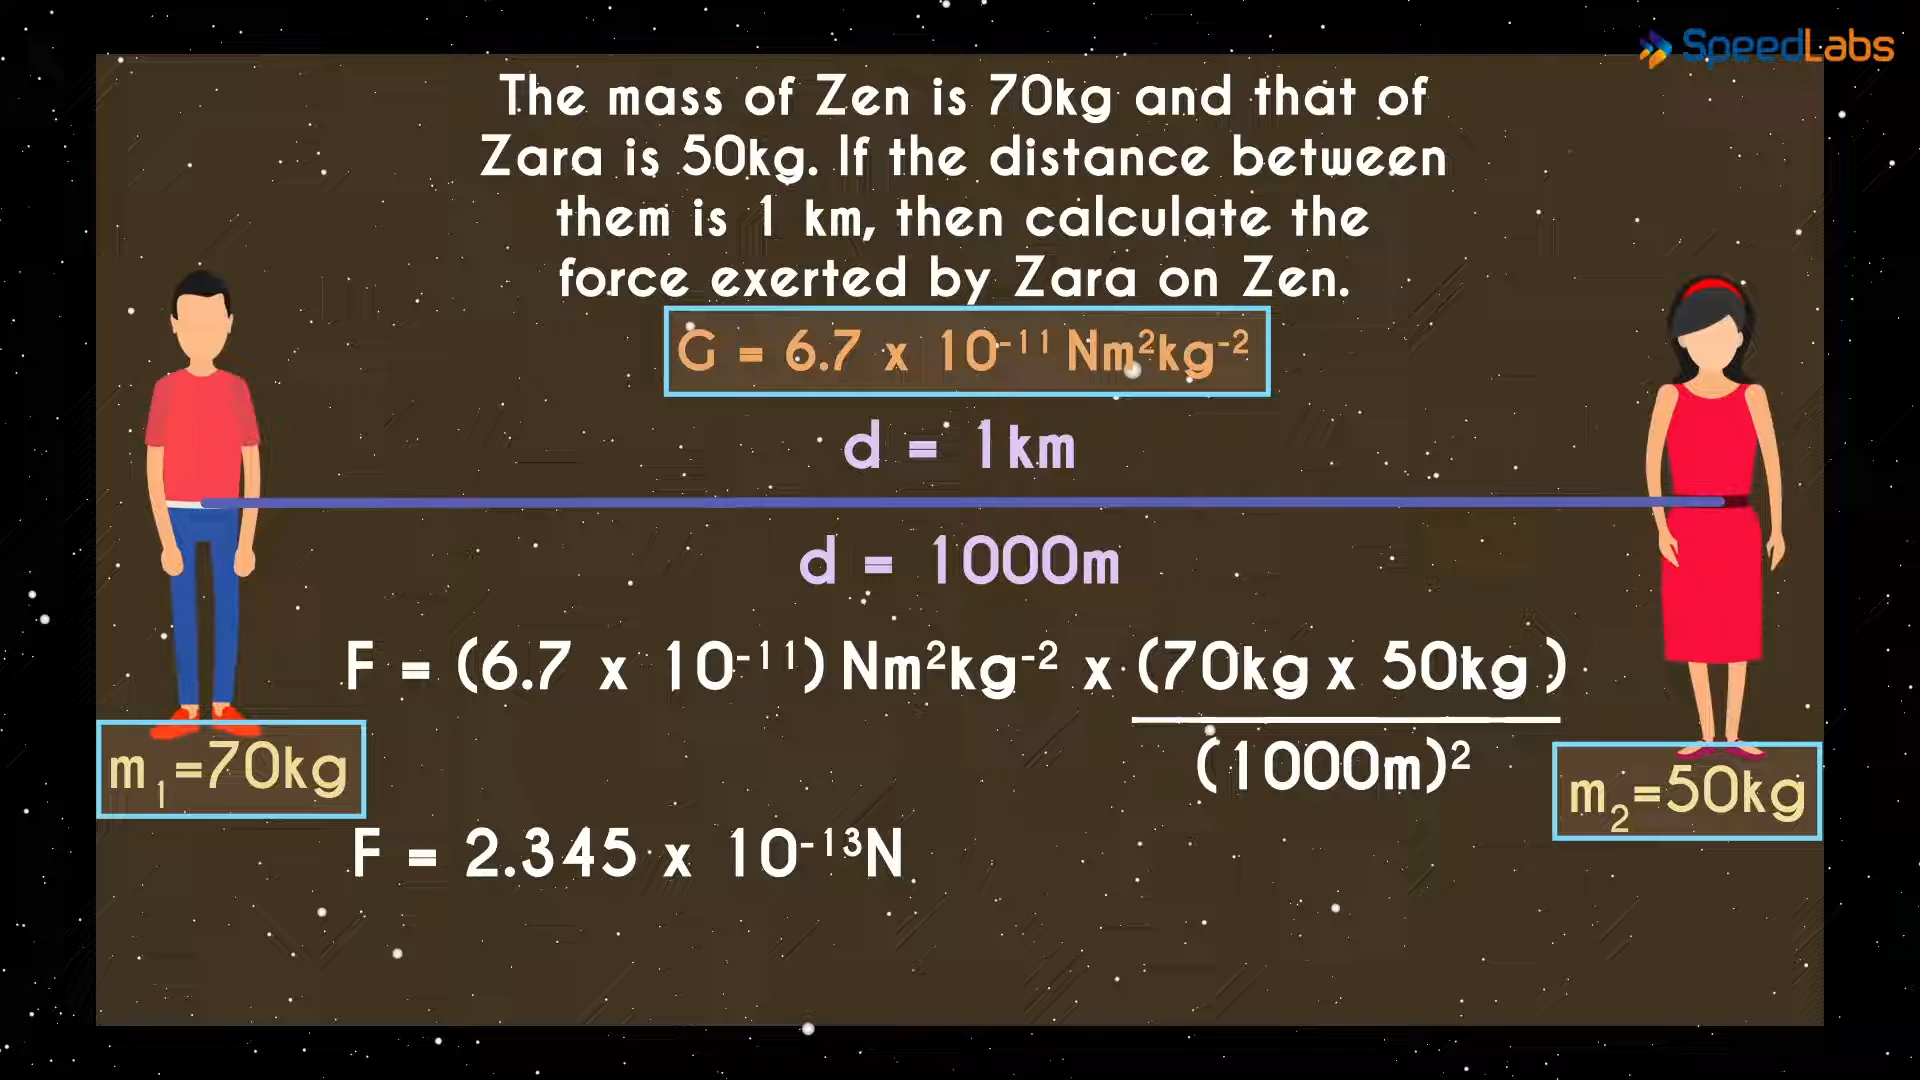 SpeedLabs
The mass of Zen is 70kg and that of
Zara is 50kg. If the distance between
them is 1 km, then calculate the
force exerted by Zara on Zen.
G = 6.7 x 10⁻¹¹ Nm²kg⁻²
d = 1km
d = 1000m
F = (6.7 x 10⁻¹¹) Nm²kg⁻² x (70kg x 50kg )
(1000m)²
m₁=70kg
m₂=50kg
F = 2.345 x 10⁻¹³N